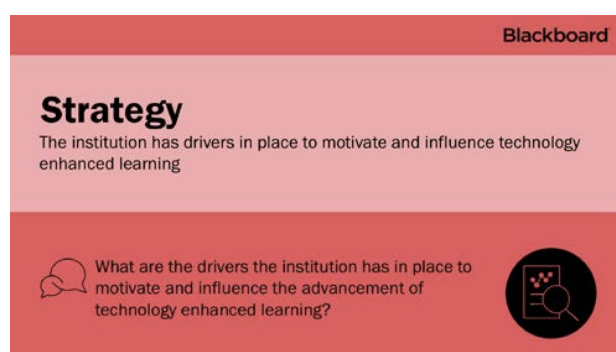 Blackboard
Strategy
The institution has drivers in place to motivate and influence technology
enhanced learning
What are the drivers the institution has in place to
motivate and influence the advancement of
technology enhanced learning?